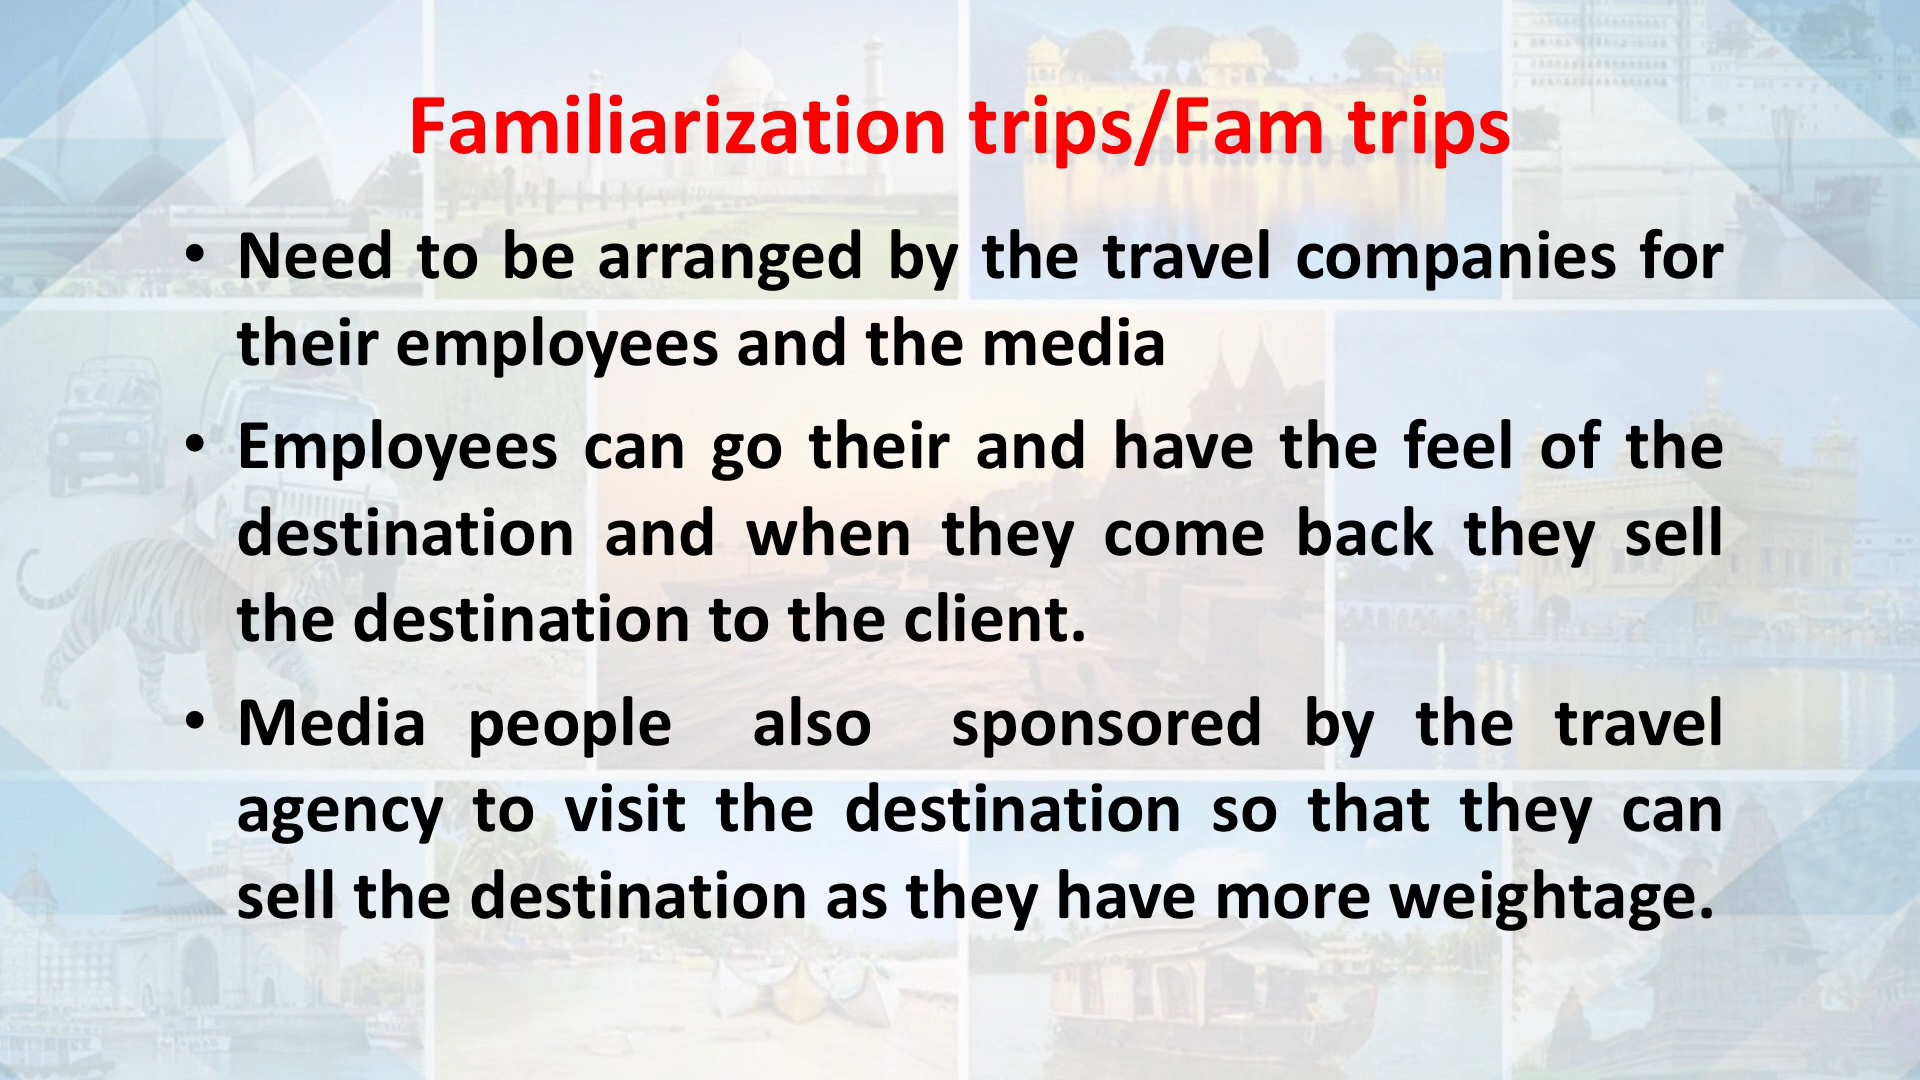 Familiarization trips/Fam trips
• Need to be arranged by the travel companies for
their employees and the media
• Employees can go their and have the feel of the
destination and when they come back they sell
the destination to the client.
• Media people also sponsored by the travel
agency to visit the destination so that they can
sell the destination as they have more weightage.